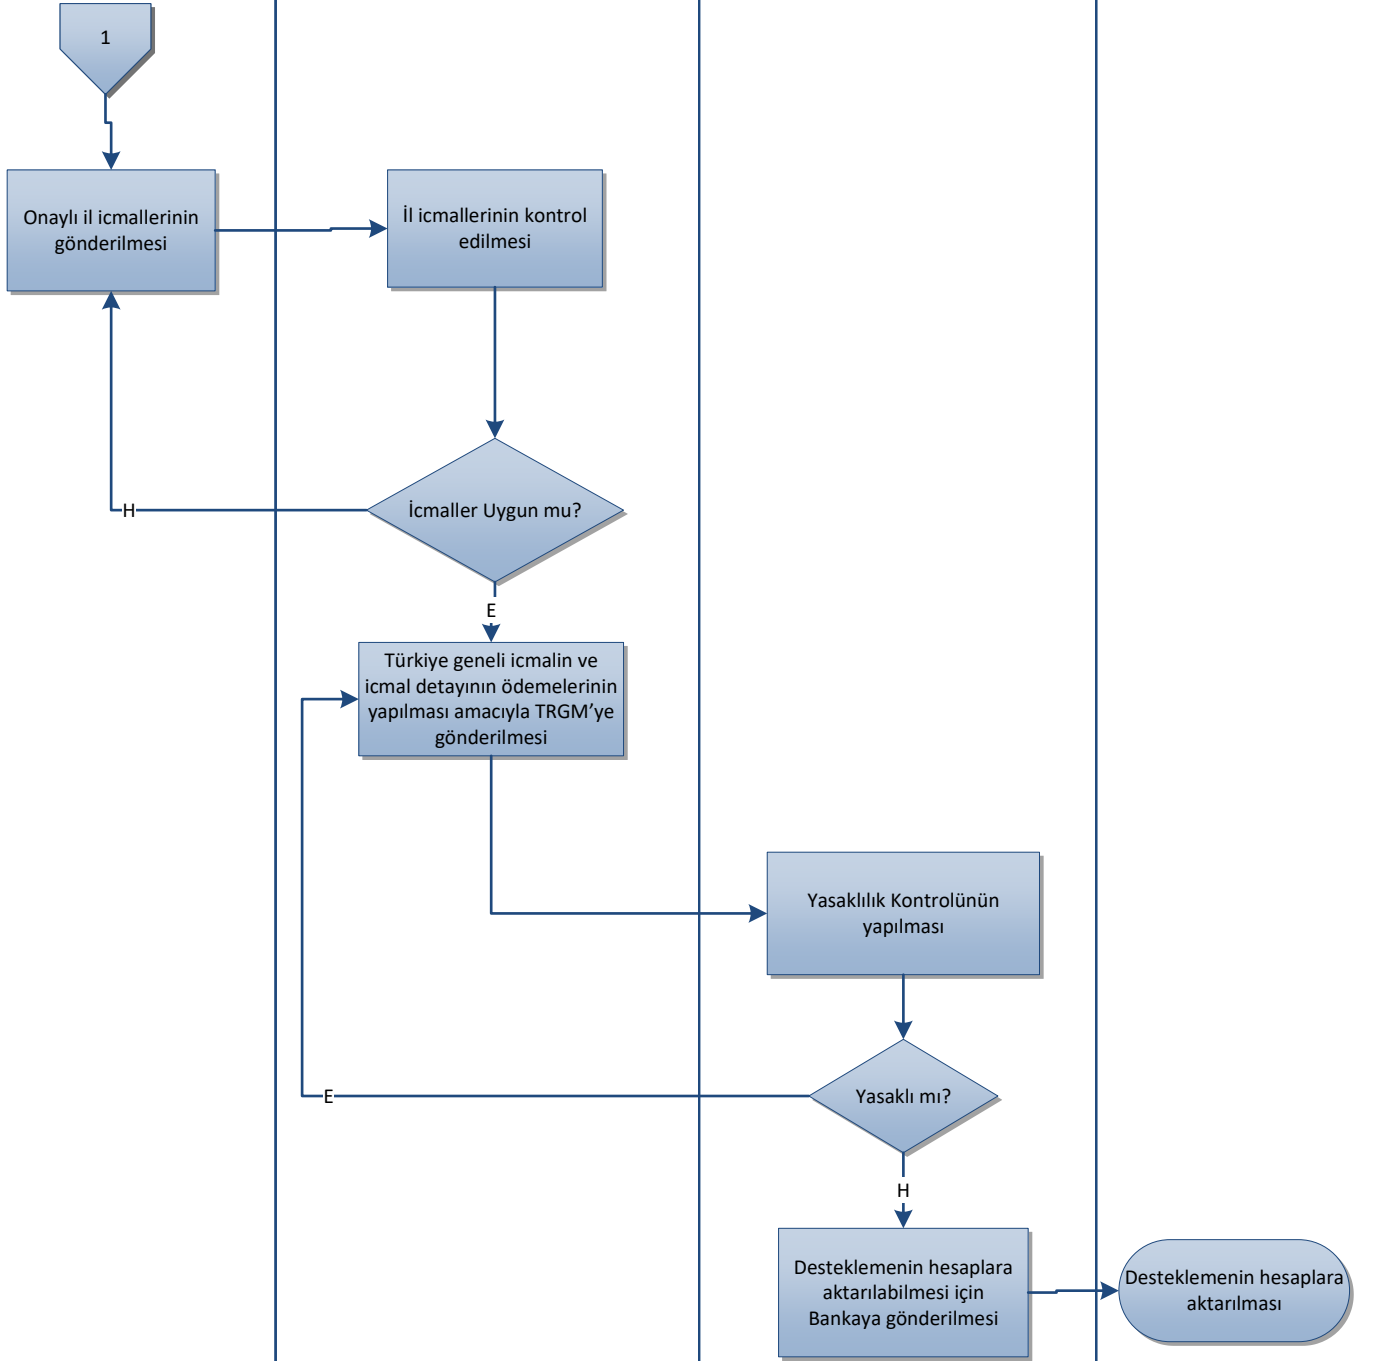 1
Onaylı il icmallerinin
gönderilmesi
İl icmallerinin kontrol
edilmesi
İcmaller Uygun mu?
H
E
Türkiye geneli icmalin ve
icmal detayının ödemelerinin
yapılması amacıyla TRGM’ye
gönderilmesi
Yasaklılık Kontrolünün
yapılması
Yasaklı mı?
E
H
Desteklemenin hesaplara
aktarılabilmesi için
Bankaya gönderilmesi
Desteklemenin hesaplara
aktarılması